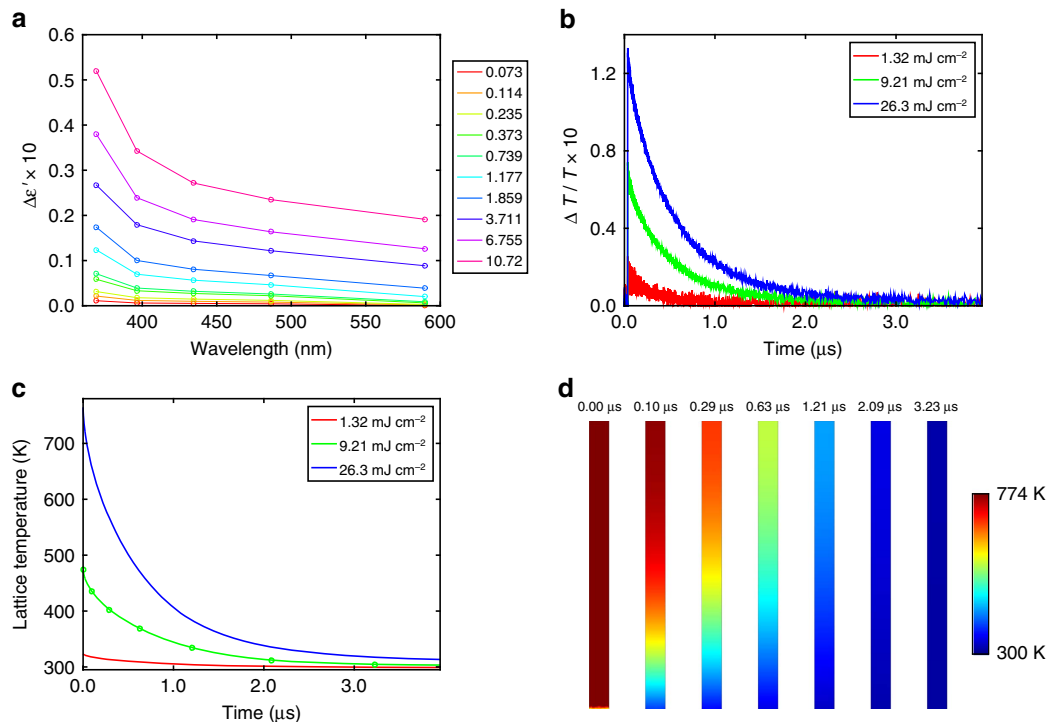 a
0.6
0.5
0.4
0.3
0.2
0.1
0.0
Δε′ × 10
400
450
500
550
600
Wavelength (nm)
0.073
0.114
0.235
0.373
0.739
1.177
1.859
3.711
6.755
10.72
b
1.2
0.8
0.4
0.0
Δ T / T × 10
0.0
1.0
2.0
3.0
Time (μs)
1.32 mJ cm⁻²
9.21 mJ cm⁻²
26.3 mJ cm⁻²
c
700
600
500
400
300
Lattice temperature (K)
0.0
1.0
2.0
3.0
Time (μs)
1.32 mJ cm⁻²
9.21 mJ cm⁻²
26.3 mJ cm⁻²
d
0.00 μs 0.10 μs 0.29 μs 0.63 μs 1.21 μs 2.09 μs 3.23 μs
774 K
300 K